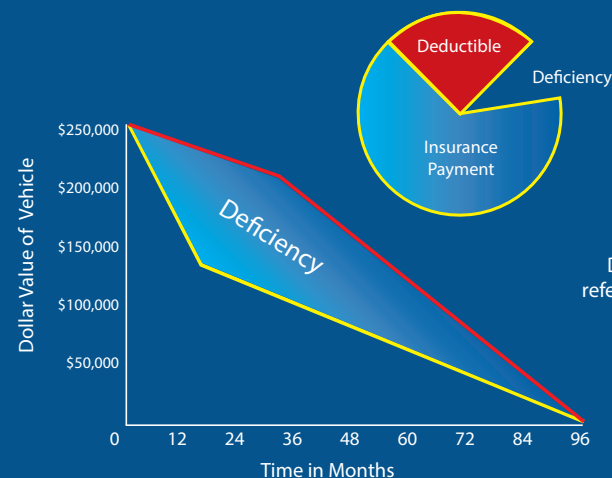 Deductible
Deficiency
Insurance
Payment
$250,000
$200,000
$150,000
$100,000
$50,000
Dollar Value of Vehicle
Deficiency
0 12 24 36 48 60 72 84 96
Time in Months